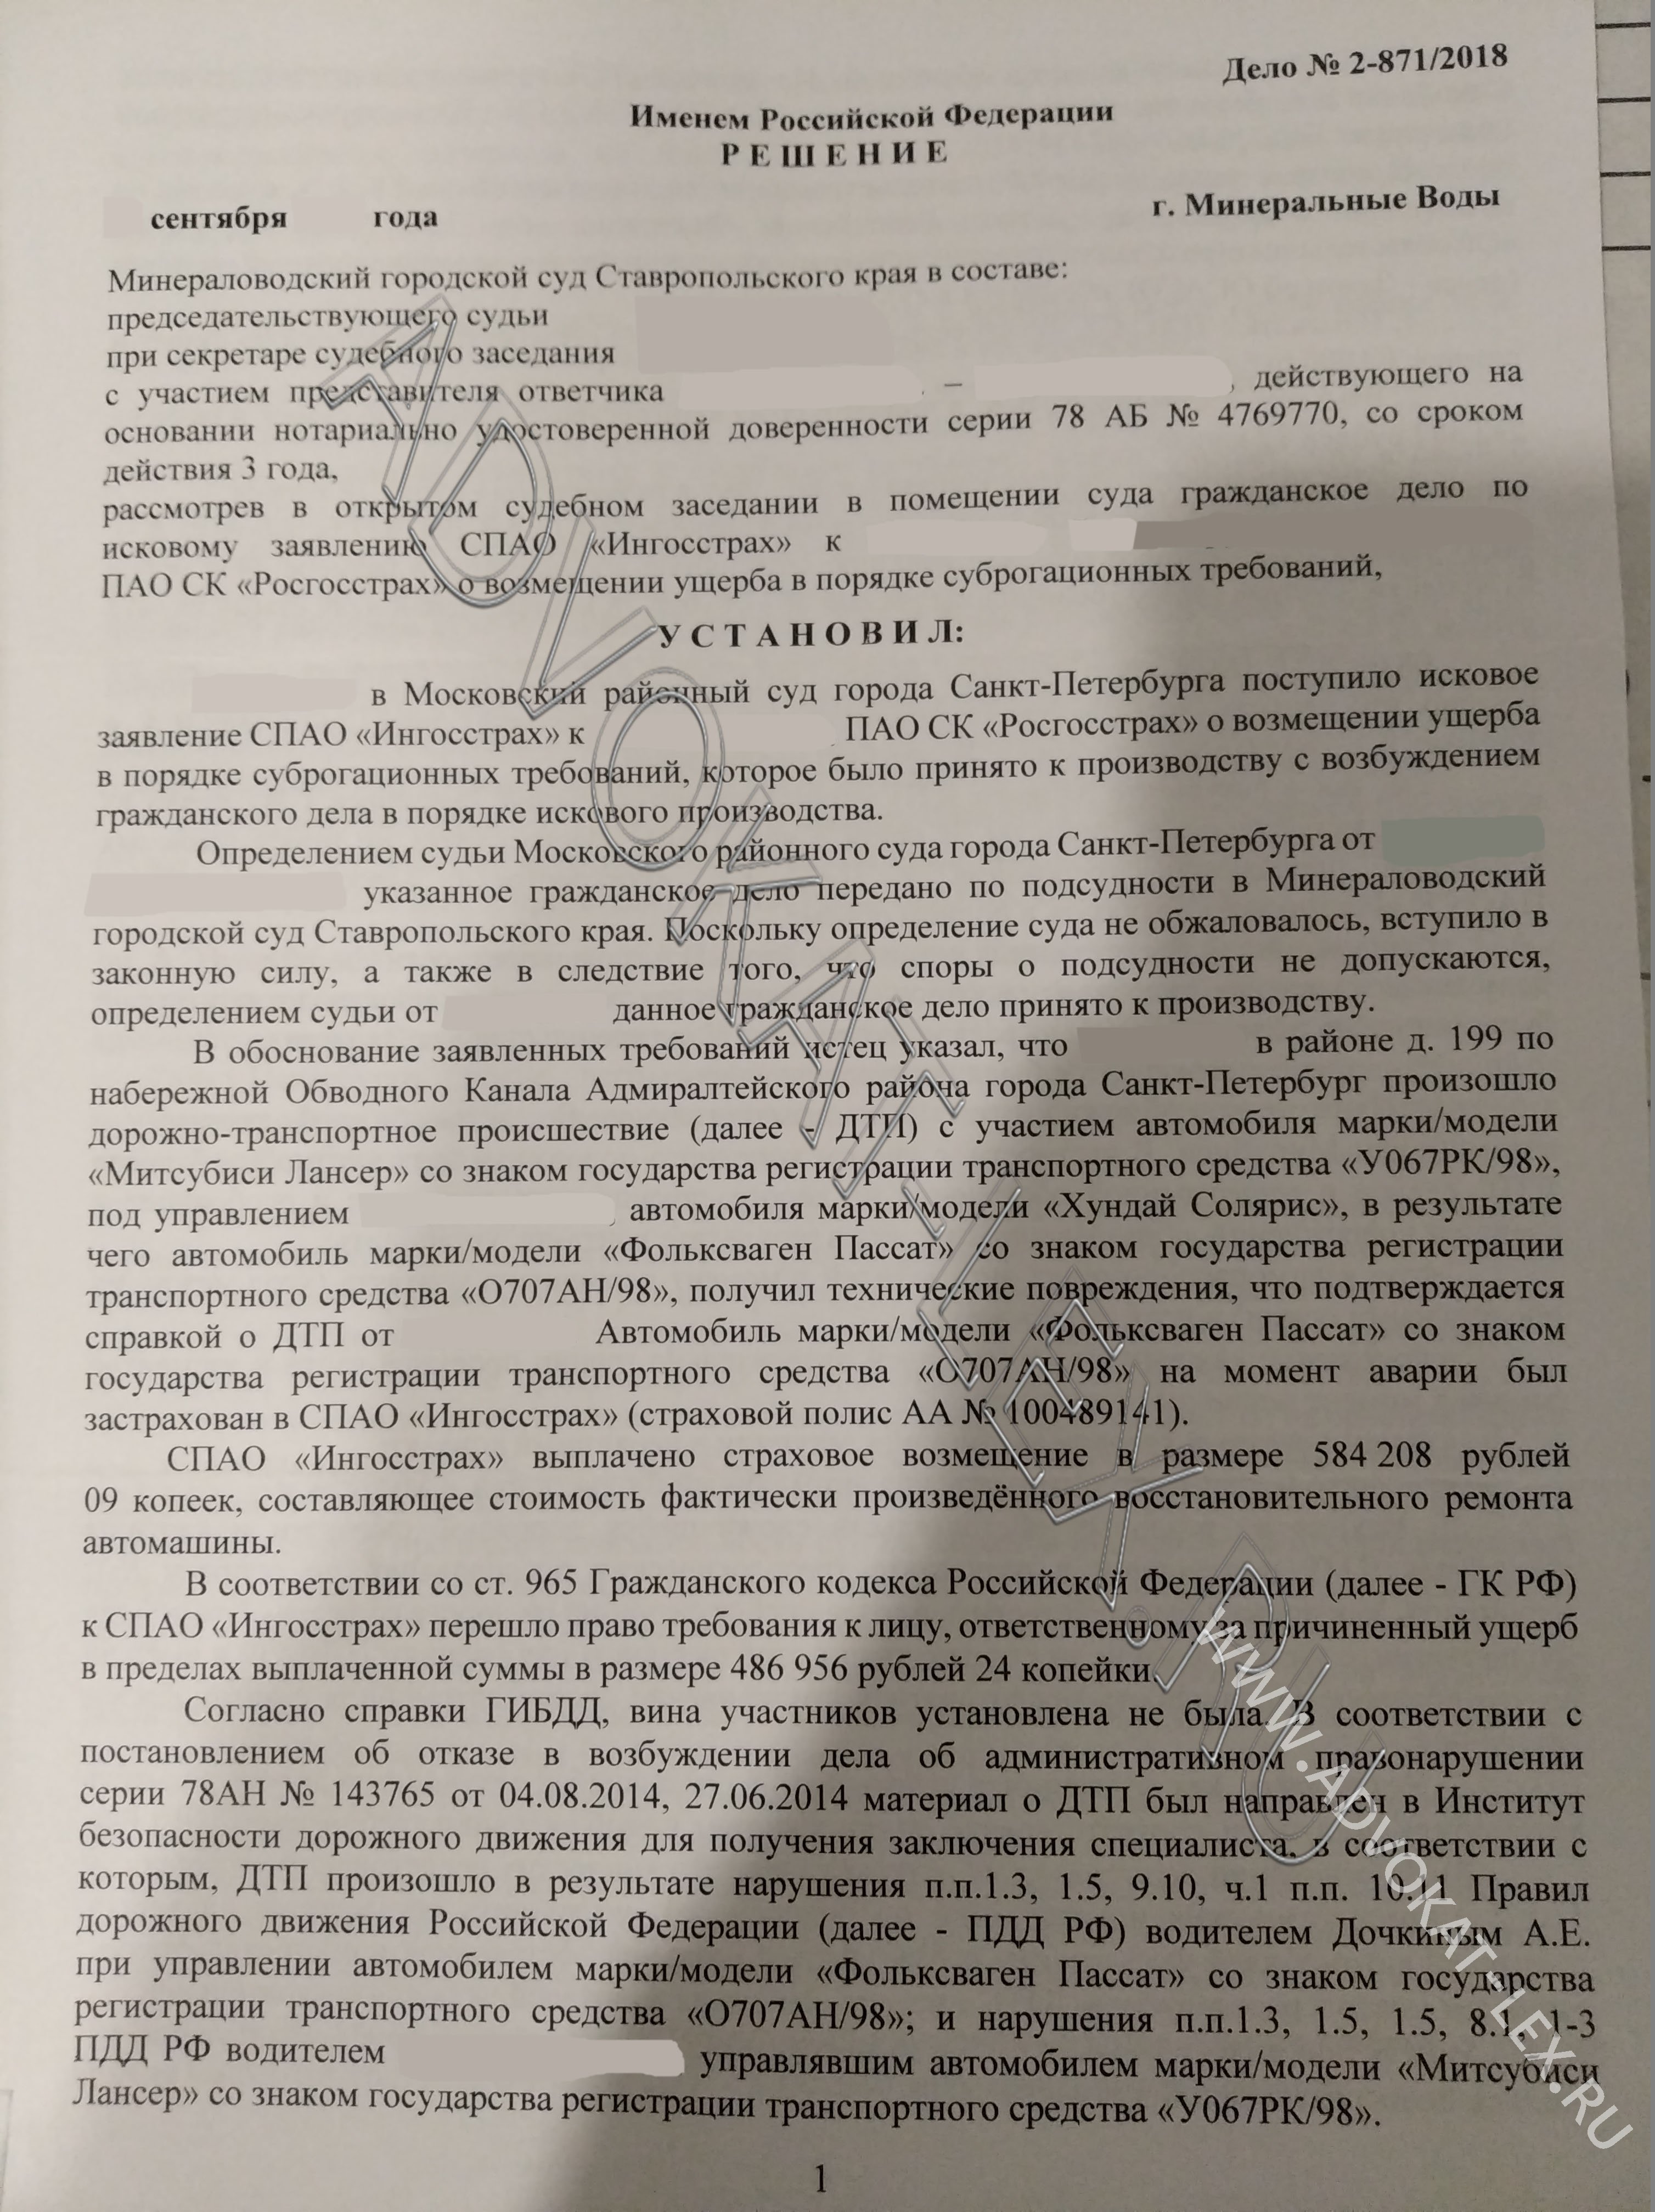 Дело № 2-871/2018
Именем Российской Федерации
Р Е Ш Е Н И Е
сентября года
г. Минеральные Воды
Минераловодский городской суд Ставропольского края в составе:
председательствующего судьи
при секретаре судебного заседания
с участием представителя ответчика – , действующего на
основании нотариально удостоверенной доверенности серии 78 АБ № 4769770, со сроком
действия 3 года,
рассмотрев в открытом судебном заседании в помещении суда гражданское дело по
исковому заявлению СПАО «Ингосстрах» к
ПАО СК «Росгосстрах» о возмещении ущерба в порядке суброгационных требований,
У С Т А Н О В И Л:
в Московский районный суд города Санкт-Петербурга поступило исковое
заявление СПАО «Ингосстрах» к ПАО СК «Росгосстрах» о возмещении ущерба
в порядке суброгационных требований, которое было принято к производству с возбуждением
гражданского дела в порядке искового производства.
Определением судьи Московского районного суда города Санкт-Петербурга от
указанное гражданское дело передано по подсудности в Минераловодский
городской суд Ставропольского края. Поскольку определение суда не обжаловалось, вступило в
законную силу, а также в следствие того, что споры о подсудности не допускаются,
определением судьи от данное гражданское дело принято к производству.
В обоснование заявленных требований истец указал, что в районе д. 199 по
набережной Обводного Канала Адмиралтейского района города Санкт-Петербург произошло
дорожно-транспортное происшествие (далее - ДТП) с участием автомобиля марки/модели
«Митсубиси Лансер» со знаком государства регистрации транспортного средства «У067РК/98»,
под управлением , автомобиля марки/модели «Хундай Солярис», в результате
чего автомобиль марки/модели «Фольксваген Пассат» со знаком государства регистрации
транспортного средства «О707АН/98», получил технические повреждения, что подтверждается
справкой о ДТП от Автомобиль марки/модели «Фольксваген Пассат» со знаком
государства регистрации транспортного средства «О707АН/98» на момент аварии был
застрахован в СПАО «Ингосстрах» (страховой полис АА № 100489141).
СПАО «Ингосстрах» выплачено страховое возмещение в размере 584 208 рублей
09 копеек, составляющее стоимость фактически произведённого восстановительного ремонта
автомашины.
В соответствии со ст. 965 Гражданского кодекса Российской Федерации (далее - ГК РФ)
к СПАО «Ингосстрах» перешло право требования к лицу, ответственному за причиненный ущерб
в пределах выплаченной суммы в размере 486 956 рублей 24 копейки.
Согласно справки ГИБДД, вина участников установлена не была. В соответствии с
постановлением об отказе в возбуждении дела об административном правонарушении
серии 78АН № 143765 от 04.08.2014, 27.06.2014 материал о ДТП был направлен в Институт
безопасности дорожного движения для получения заключения специалиста, в соответствии с
которым, ДТП произошло в результате нарушения п.п.1.3, 1.5, 9.10, ч.1 п.п. 10.1 Правил
дорожного движения Российской Федерации (далее - ПДД РФ) водителем Дочкиным А.Е.
при управлении автомобилем марки/модели «Фольксваген Пассат» со знаком государства
регистрации транспортного средства «О707АН/98»; и нарушения п.п.1.3, 1.5, 1.5, 8.1, 1-3
ПДД РФ водителем управлявшим автомобилем марки/модели «Митсубиси
Лансер» со знаком государства регистрации транспортного средства «У067РК/98».
1
ADVOKAT-LEX.RU
WWW.ADVOKAT-LEX.RU